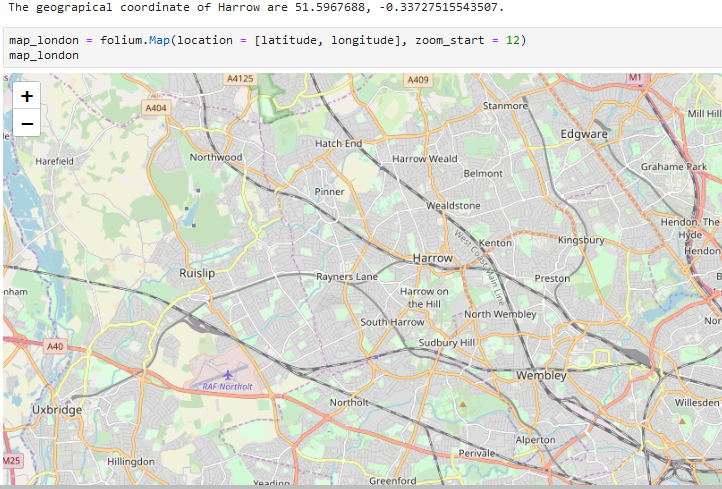 The geograpical coordinate of Harrow are 51.5967688, -0.33727515543507.
map_london = folium.Map(location = [latitude, longitude], zoom_start = 12)
map_london
+
−
A4125
A409
M1
A404
Stanmore
Mill Hill
Edgware
Hatch End
Harefield
Northwood
Harrow Weald
Grahame Park
Belmont
Pinner
Wealdstone
Hendon, The
Hyde
Kenton
Kingsbury
Hendon
West Coast Main Line
Harrow
Ruislip
Rayners Lane
Preston
nham
Harrow on
the Hill
North Wembley
South Harrow
Sudbury Hill
A40
Wembley
RAF Northolt
Northolt
Willesden
Uxbridge
Alperton
Perivale
M25
Hillingdon
Yeading
Greenford